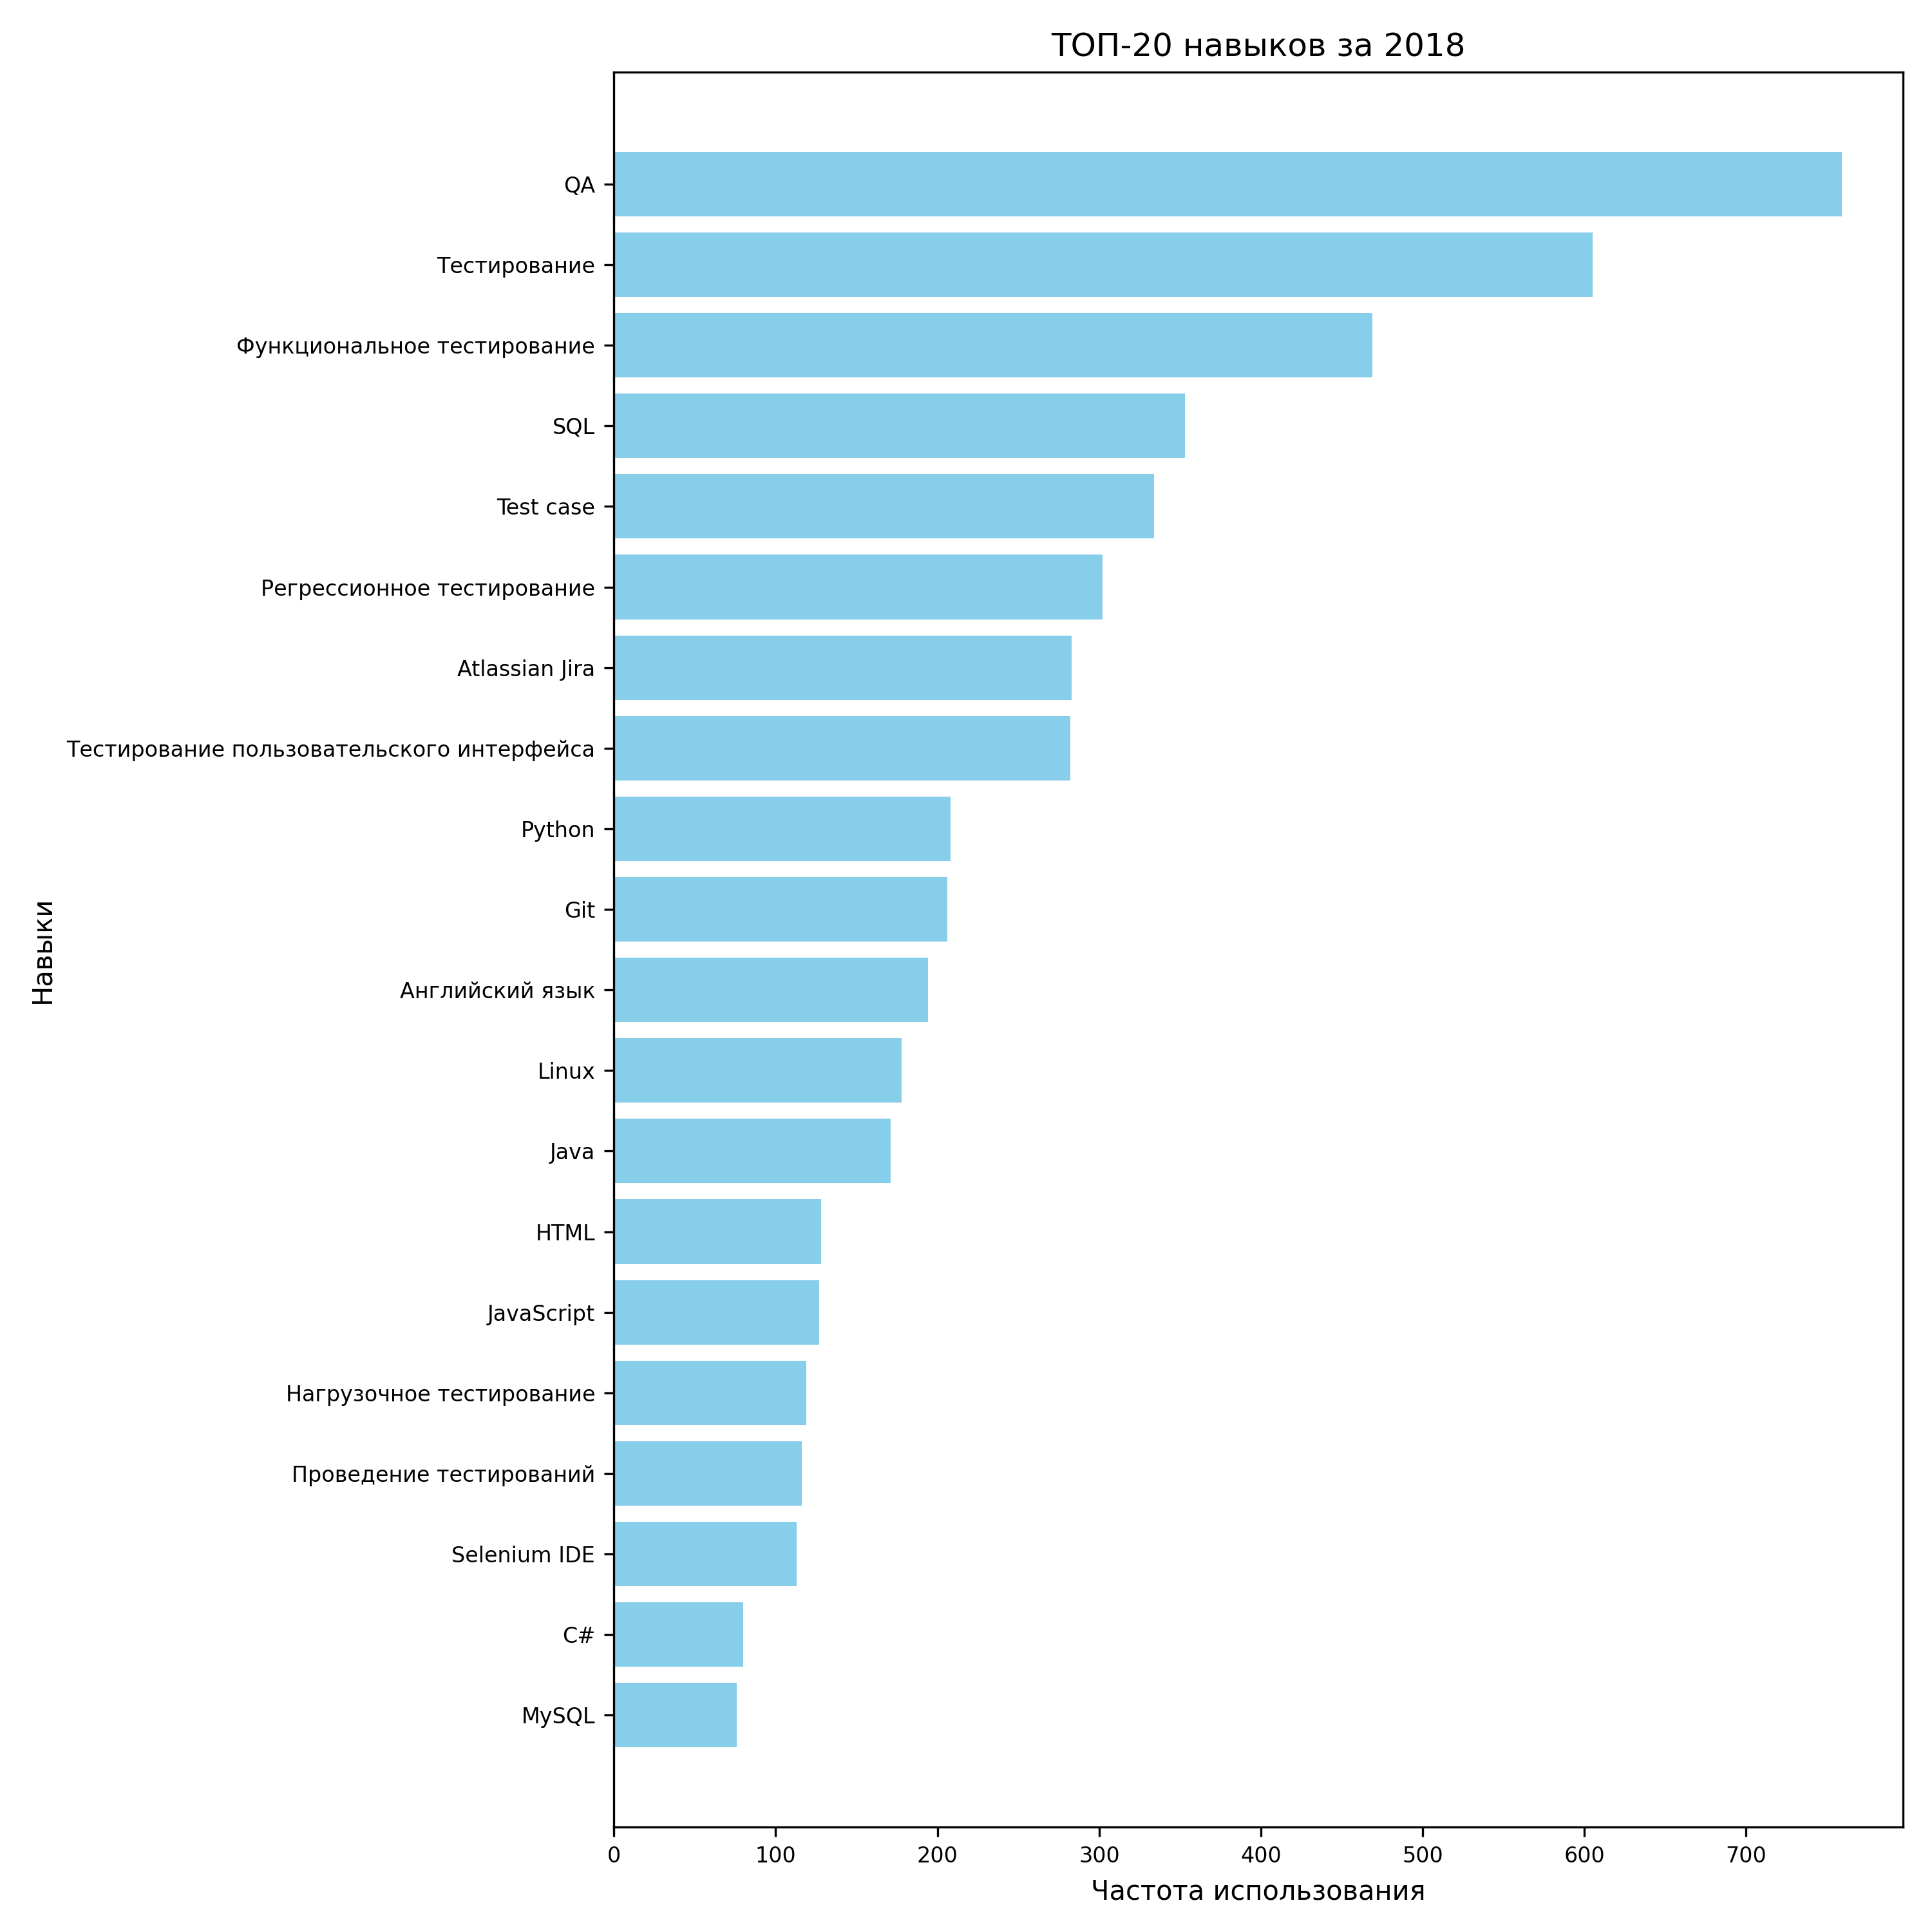 ТОП-20 навыков за 2018
Навыки
QA
Тестирование
Функциональное тестирование
SQL
Test case
Регрессионное тестирование
Atlassian Jira
Тестирование пользовательского интерфейса
Python
Git
Английский язык
Linux
Java
HTML
JavaScript
Нагрузочное тестирование
Проведение тестирований
Selenium IDE
C#
MySQL
0 100 200 300 400 500 600 700
Частота использования